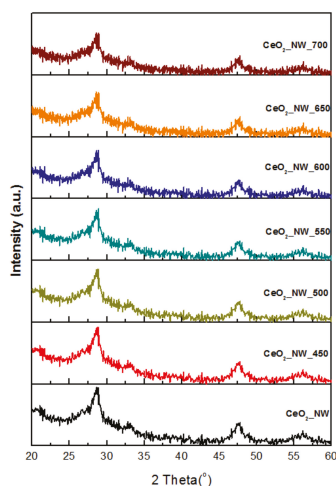 CeO2_NW_700
CeO2_NW_650
CeO2_NW_600
CeO2_NW_550
CeO2_NW_500
CeO2_NW_450
CeO2_NW
Intensity (a.u.)
20 25 30 35 40 45 50 55 60
2 Theta(°)